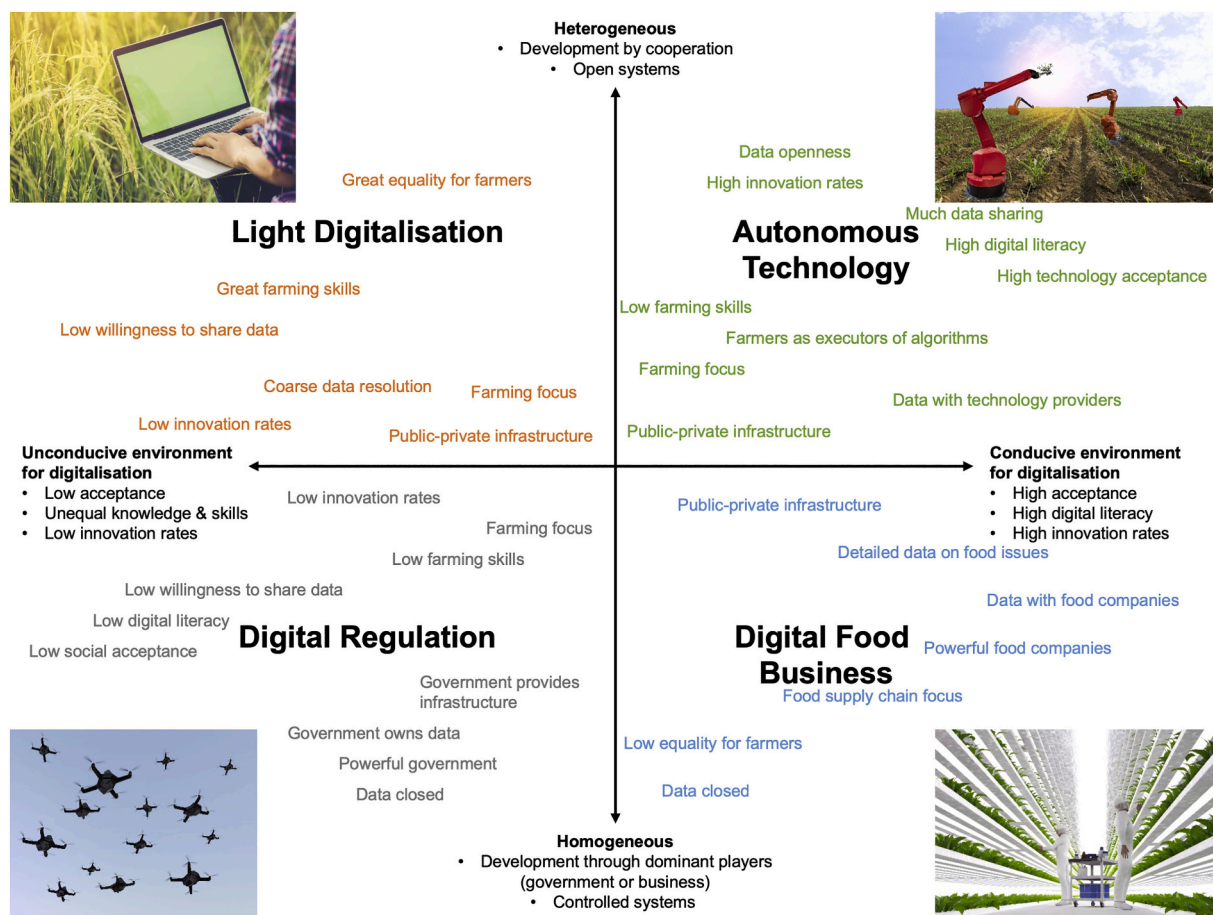 Heterogeneous
• Development by cooperation
• Open systems
Data openness
Great equality for farmers
High innovation rates
Much data sharing
Light Digitalisation
Autonomous
Technology
High digital literacy
High technology acceptance
Great farming skills
Low farming skills
Low willingness to share data
Farmers as executors of algorithms
Farming focus
Coarse data resolution
Farming focus
Data with technology providers
Low innovation rates
Public-private infrastructure
Public-private infrastructure
Unconducive environment
for digitalisation
• Low acceptance
• Unequal knowledge & skills
• Low innovation rates
Conducive environment
for digitalisation
• High acceptance
• High digital literacy
• High innovation rates
Low innovation rates
Public-private infrastructure
Farming focus
Detailed data on food issues
Low farming skills
Low willingness to share data
Data with food companies
Low digital literacy
Digital Regulation
Digital Food
Business
Low social acceptance
Powerful food companies
Government provides
infrastructure
Food supply chain focus
Government owns data
Low equality for farmers
Powerful government
Data closed
Data closed
Homogeneous
• Development through dominant players
(government or business)
• Controlled systems